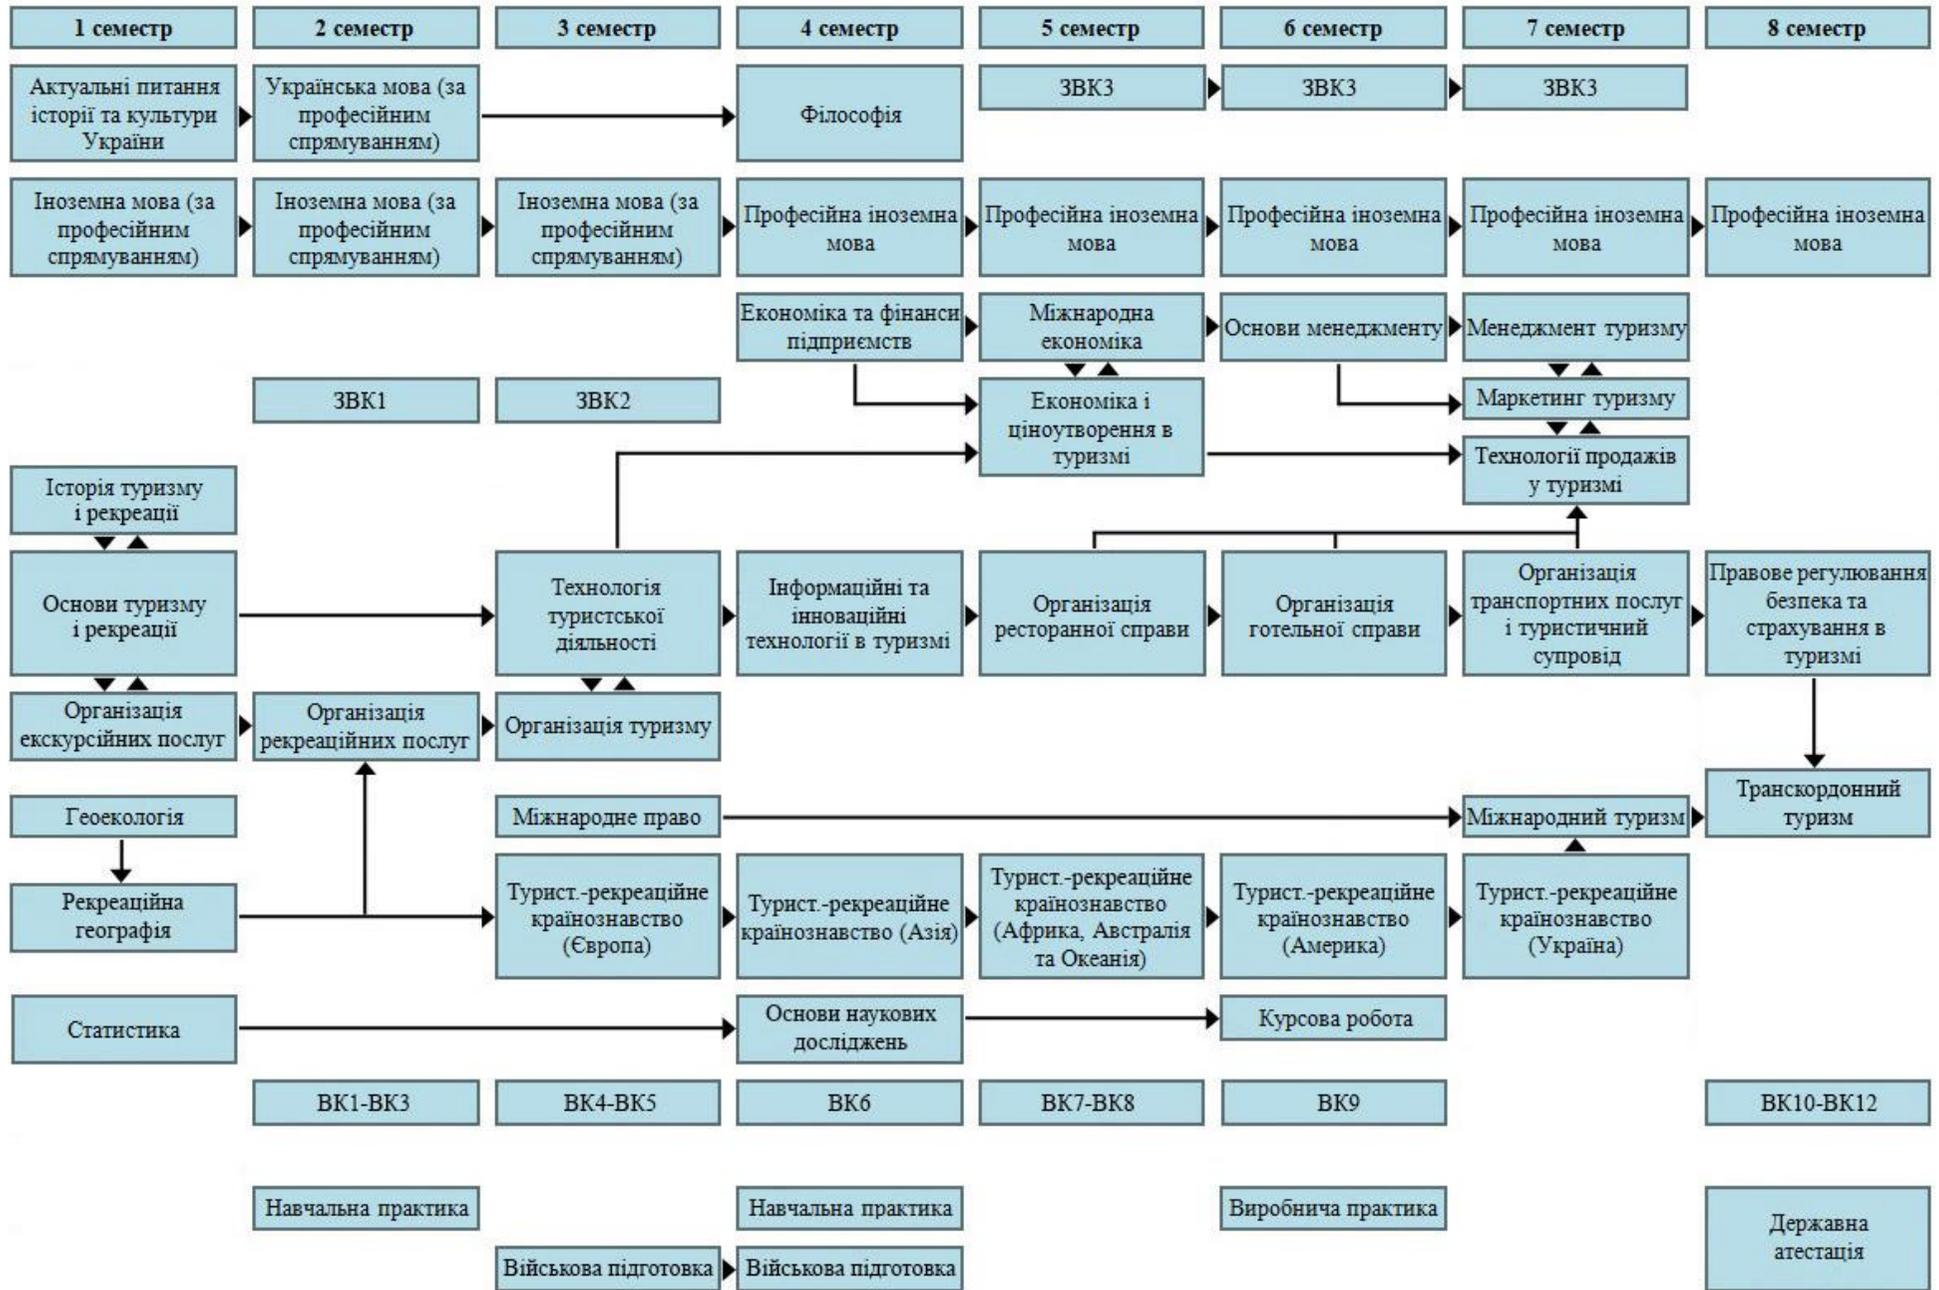 1 семестр
2 семестр
3 семестр
4 семестр
5 семестр
6 семестр
7 семестр
8 семестр
Актуальні питання
історії та культури
України
Українська мова (за
професійним
спрямуванням)
Філософія
ЗВК3
ЗВК3
ЗВК3
Іноземна мова (за
професійним
спрямуванням)
Іноземна мова (за
професійним
спрямуванням)
Іноземна мова (за
професійним
спрямуванням)
Професійна іноземна
мова
Професійна іноземна
мова
Професійна іноземна
мова
Професійна іноземна
мова
Професійна іноземна
мова
Економіка та фінанси
підприємств
Міжнародна
економіка
Основи менеджменту
Менеджмент туризму
ЗВК1
ЗВК2
Економіка і
ціноутворення в
туризмі
Маркетинг туризму
Технології продажів
у туризмі
Історія туризму
і рекреації
Основи туризму
і рекреації
Технологія
туристської
діяльності
Інформаційні та
інноваційні
технології в туризмі
Організація
ресторанної справи
Організація
готельної справи
Організація
транспортних послуг
і туристичний
супровід
Правове регулювання
безпека та
страхування в
туризмі
Організація
екскурсійних послуг
Організація
рекреаційних послуг
Організація туризму
Геоекологія
Міжнародне право
Міжнародний туризм
Транскордонний
туризм
Рекреаційна
географія
Турист.-рекреаційне
країнознавство
(Європа)
Турист.-рекреаційне
країнознавство (Азія)
Турист.-рекреаційне
країнознавство
(Африка, Австралія
та Океанія)
Турист.-рекреаційне
країнознавство
(Америка)
Турист.-рекреаційне
країнознавство
(Україна)
Статистика
Основи наукових
досліджень
Курсова робота
ВК1-ВК3
ВК4-ВК5
ВК6
ВК7-ВК8
ВК9
ВК10-ВК12
Навчальна практика
Навчальна практика
Виробнича практика
Державна
атестація
Військова підготовка
Військова підготовка